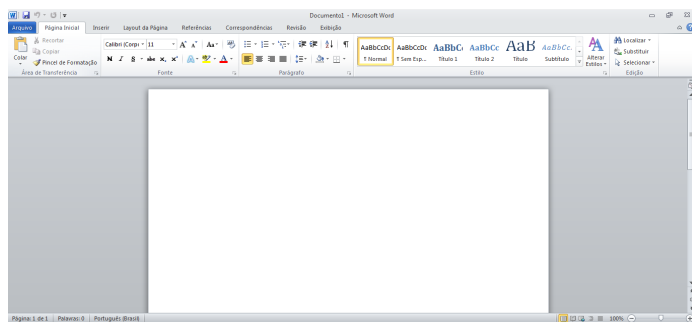 Documento1 - Microsoft Word
Arquivo Página Inicial Inserir Layout da Página Referências Correspondências Revisão Exibição
Colar
Recortar
Copiar
Pincel de Formatação
Área de Transferência
Calibri (Corpo 11
N I S abc x, x²
Fonte
Parágrafo
AaBbCcDc AaBbCcDc AaBbC AaBbCc AaB AaBbCc.
¶ Normal ¶ Sem Esp... Título 1 Título 2 Título Subtítulo
Alterar Estilos
Estilo
Localizar
Substituir
Selecionar
Edição
Página: 1 de 1 Palavras: 0 Português (Brasil) 100%